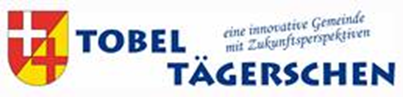 TOBEL
eine innovative Gemeinde
mit Zukunftsperspektiven
TÄGERSCHEN